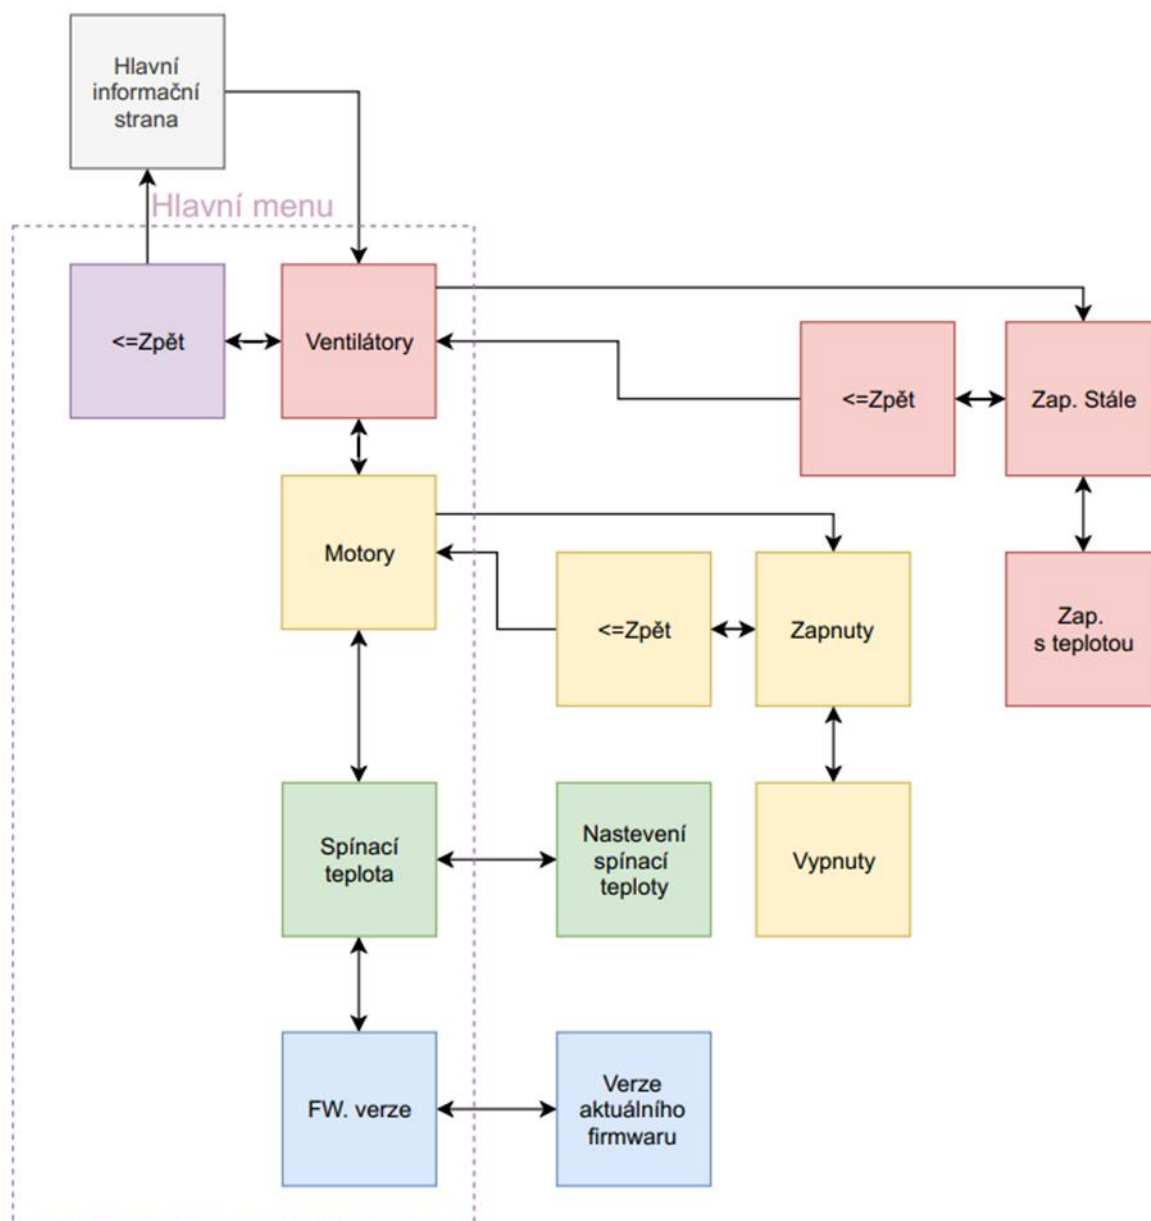 Hlavní
informační
strana
Hlavní menu
<=Zpět
Ventilátory
<=Zpět
Zap. Stále
Motory
<=Zpět
Zapnuty
Zap.
s teplotou
Spínací
teplota
Nastevení
spínací
teploty
Vypnuty
FW. verze
Verze
aktuálního
firmwaru